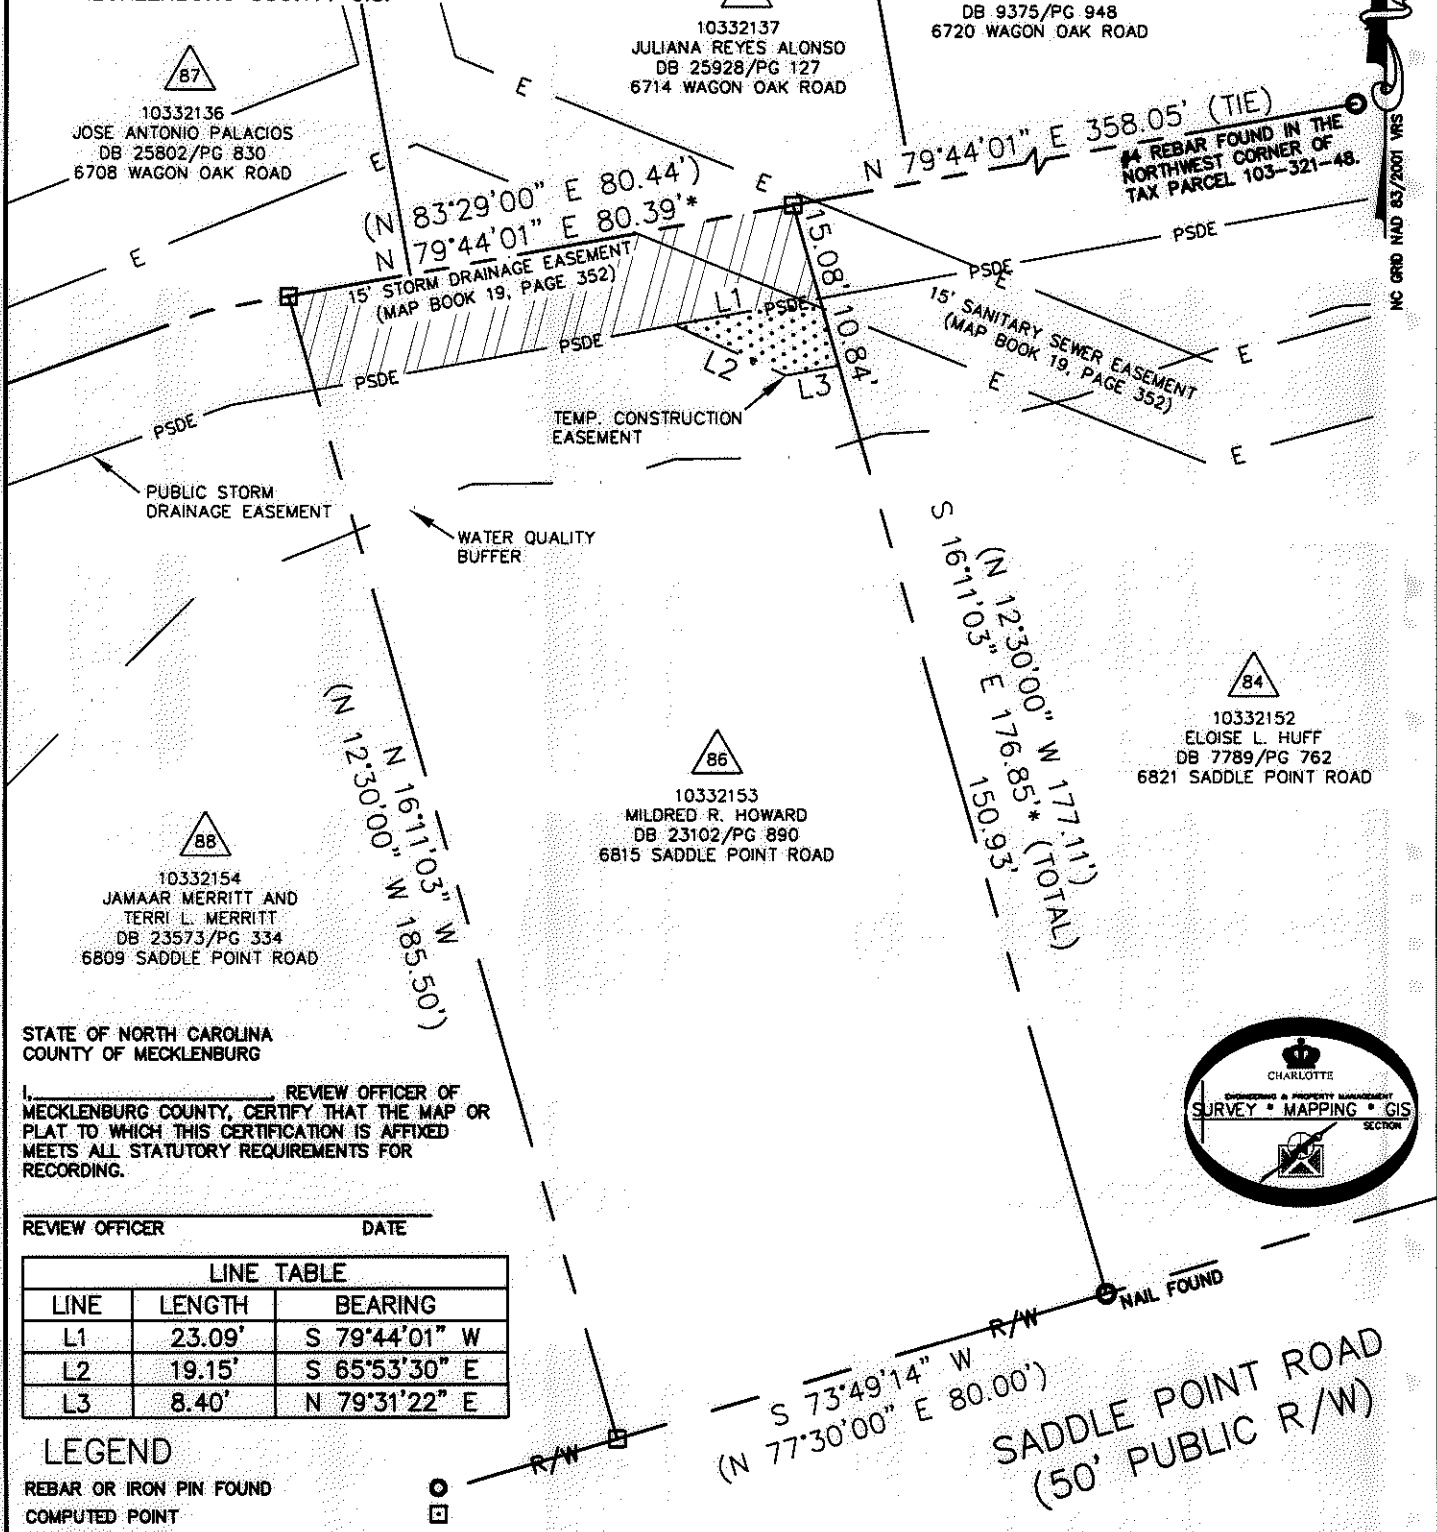 10332137
JULIANA REYES ALONSO
DB 25928/PG 127
6714 WAGON OAK ROAD
DB 9375/PG 948
6720 WAGON OAK ROAD
87
10332136
JOSE ANTONIO PALACIOS
DB 25802/PG 830
6708 WAGON OAK ROAD
E
E
E
E
N 79°44'01" E 358.05' (TIE)
#4 REBAR FOUND IN THE
NORTHWEST CORNER OF
TAX PARCEL 103-321-48.
NC GRID NAD 83/2001 VRS
(N 83°29'00" E 80.44')
N 79°44'01" E 80.39'*
15' STORM DRAINAGE EASEMENT
(MAP BOOK 19, PAGE 352)
15.08'
10.84'
L1
L2
L3
PSDE
PSDE
PSDE
PSDE
PSDE
PSDE
E
E
E
E
15' SANITARY SEWER EASEMENT
(MAP BOOK 19, PAGE 352)
TEMP. CONSTRUCTION
EASEMENT
PUBLIC STORM
DRAINAGE EASEMENT
WATER QUALITY
BUFFER
(N 12°30'00" W 177.11')
S 16°11'03" E 176.85'* (TOTAL)
150.93'
N 16°11'03" W
(N 12°30'00" W 185.50')
84
10332152
ELOISE L. HUFF
DB 7789/PG 762
6821 SADDLE POINT ROAD
86
10332153
MILDRED R. HOWARD
DB 23102/PG 890
6815 SADDLE POINT ROAD
88
10332154
JAMAAR MERRITT AND
TERRI L. MERRITT
DB 23573/PG 334
6809 SADDLE POINT ROAD
STATE OF NORTH CAROLINA
COUNTY OF MECKLENBURG
I,____________________, REVIEW OFFICER OF
MECKLENBURG COUNTY, CERTIFY THAT THE MAP OR
PLAT TO WHICH THIS CERTIFICATION IS AFFIXED
MEETS ALL STATUTORY REQUIREMENTS FOR
RECORDING.
REVIEW OFFICER DATE
CHARLOTTE
ENGINEERING & PROPERTY MANAGEMENT
SURVEY * MAPPING * GIS
SECTION
LINE TABLE
LINE LENGTH BEARING
L1 23.09' S 79°44'01" W
L2 19.15' S 65°53'30" E
L3 8.40' N 79°31'22" E
NAIL FOUND
R/W
R/W
S 73°49'14" W
(N 77°30'00" E 80.00')
SADDLE POINT ROAD
(50' PUBLIC R/W)
LEGEND
REBAR OR IRON PIN FOUND
COMPUTED POINT